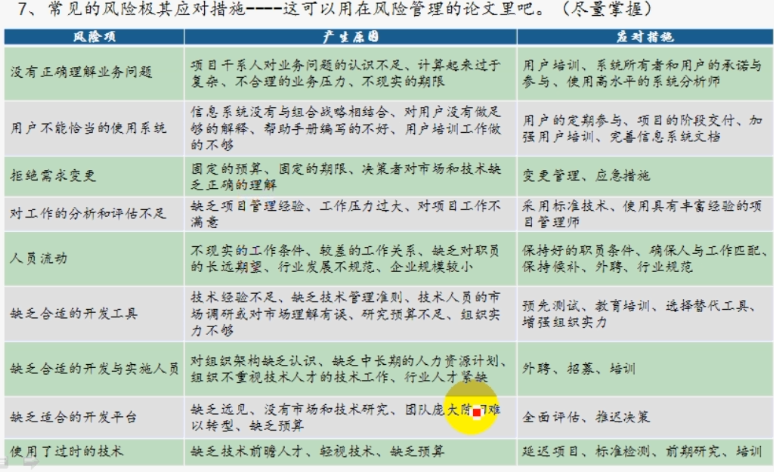 7、常见的风险极其应对措施----这可以用在风险管理的论文里吧。（尽量掌握）
风险项 产生原因 应对措施
没有正确理解业务问题 项目干系人对业务问题的认识不足、计算起来过于复杂、不合理的业务压力、不现实的期限 用户培训、系统所有者和用户的承诺与参与、使用高水平的系统分析师
用户不能恰当的使用系统 信息系统没有与组合战略相结合、对用户没有做足够的解释、帮助手册编写的不好、用户培训工作做的不够 用户的定期参与、项目的阶段交付、加强用户培训、完善信息系统文档
拒绝需求变更 固定的预算、固定的期限、决策者对市场和技术缺乏正确的理解 变更管理、应急措施
对工作的分析和评估不足 缺乏项目管理经验、工作压力过大、对项目工作不满意 采用标准技术、使用具有丰富经验的项目管理师
人员流动 不现实的工作条件、较差的工作关系、缺乏对职员的长远期望、行业发展不规范、企业规模较小 保持好的职员条件、确保人与工作匹配、保持候补、外聘、行业规范
缺乏合适的开发工具 技术经验不足、缺乏技术管理准则、技术人员的市场调研或对市场理解有误、研究预算不足、组织实力不够 预先测试、教育培训、选择替代工具、增强组织实力
缺乏合适的开发与实施人员 对组织架构缺乏认识、缺乏中长期的人力资源计划、组织不重视技术人才的技术工作、行业人才紧缺 外聘、招募、培训
缺乏适合的开发平台 缺乏远见、没有市场和技术研究、团队庞大陈旧难以转型、缺乏预算 全面评估、推迟决策
使用了过时的技术 缺乏技术前瞻人才、轻视技术、缺乏预算 延迟项目、标准检测、前期研究、培训